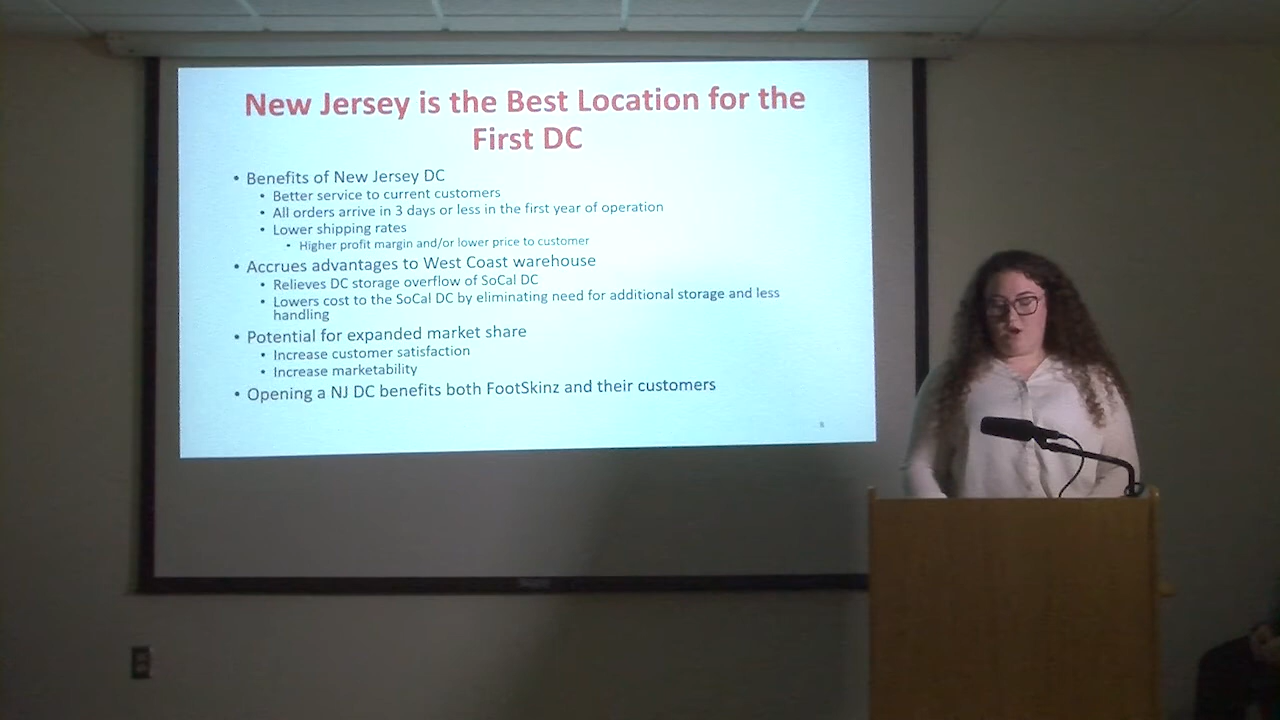 New Jersey is the Best Location for the
First DC
• Benefits of New Jersey DC
• Better service to current customers
• All orders arrive in 3 days or less in the first year of operation
• Lower shipping rates
• Higher profit margin and/or lower price to customer
• Accrues advantages to West Coast warehouse
• Relieves DC storage overflow of SoCal DC
• Lowers cost to the SoCal DC by eliminating need for additional storage and less
handling
• Potential for expanded market share
• Increase customer satisfaction
• Increase marketability
• Opening a NJ DC benefits both FootSkinz and their customers